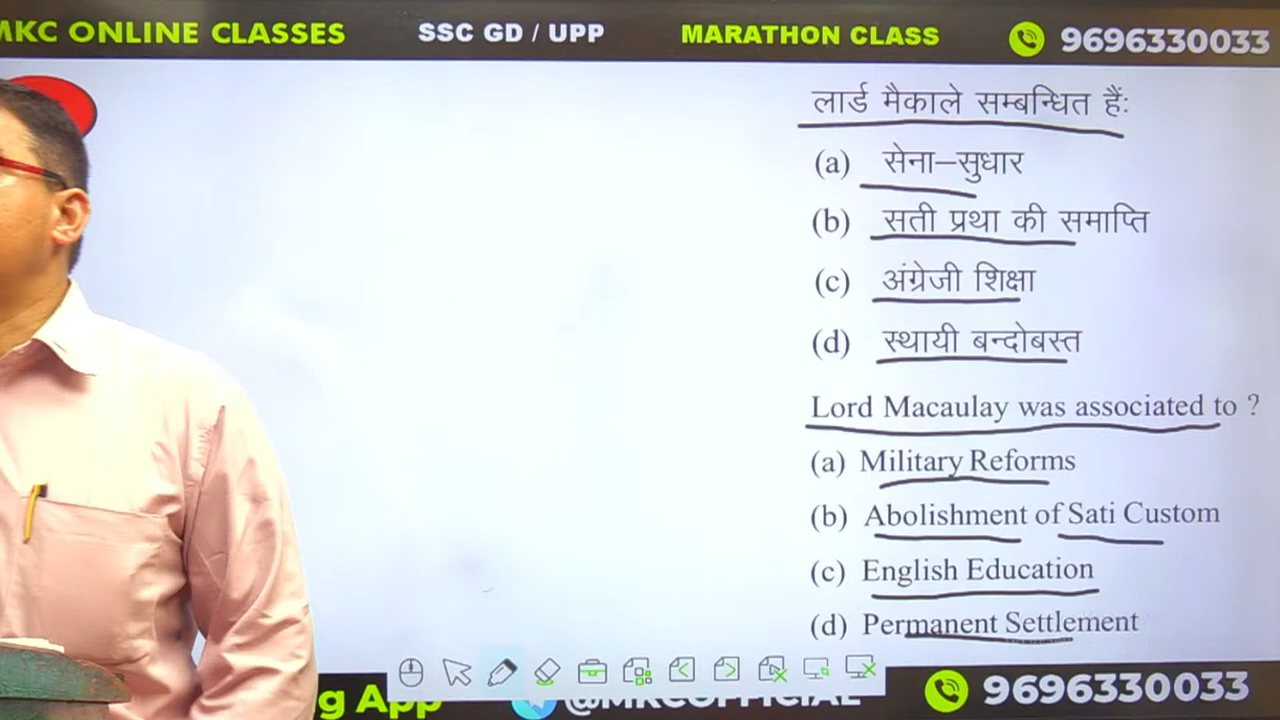 MKC ONLINE CLASSES SSC GD / UPP MARATHON CLASS 9696330033
लार्ड मैकाले सम्बन्धित हैंः
(a) सेना–सुधार
(b) सती प्रथा की समाप्ति
(c) अंग्रेजी शिक्षा
(d) स्थायी बन्दोबस्त
Lord Macaulay was associated to ?
(a) Military Reforms
(b) Abolishment of Sati Custom
(c) English Education
(d) Permanent Settlement
g App @MKCOFFICIAL 9696330033